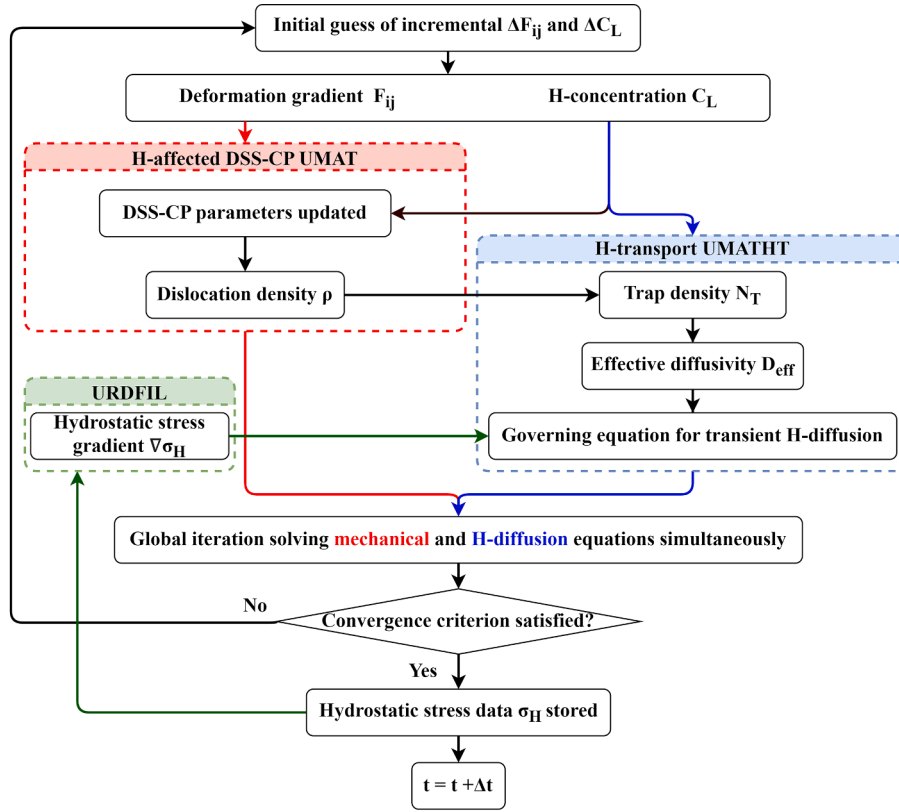 Initial guess of incremental ΔF_ij and ΔC_L
Deformation gradient F_ij
H-concentration C_L
H-affected DSS-CP UMAT
DSS-CP parameters updated
H-transport UMATHT
Dislocation density ρ
Trap density N_T
Effective diffusivity D_eff
URDFIL
Hydrostatic stress
gradient ∇σ_H
Governing equation for transient H-diffusion
Global iteration solving mechanical and H-diffusion equations simultaneously
No
Convergence criterion satisfied?
Yes
Hydrostatic stress data σ_H stored
t = t +Δt